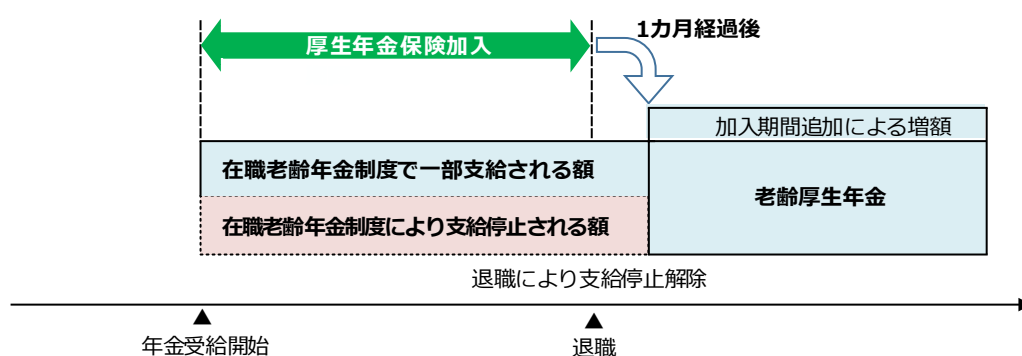 1カ月経過後
厚生年金保険加入
加入期間追加による増額
在職老齢年金制度で一部支給される額
老齢厚生年金
在職老齢年金制度により支給停止される額
退職により支給停止解除
▲
年金受給開始
▲
退職